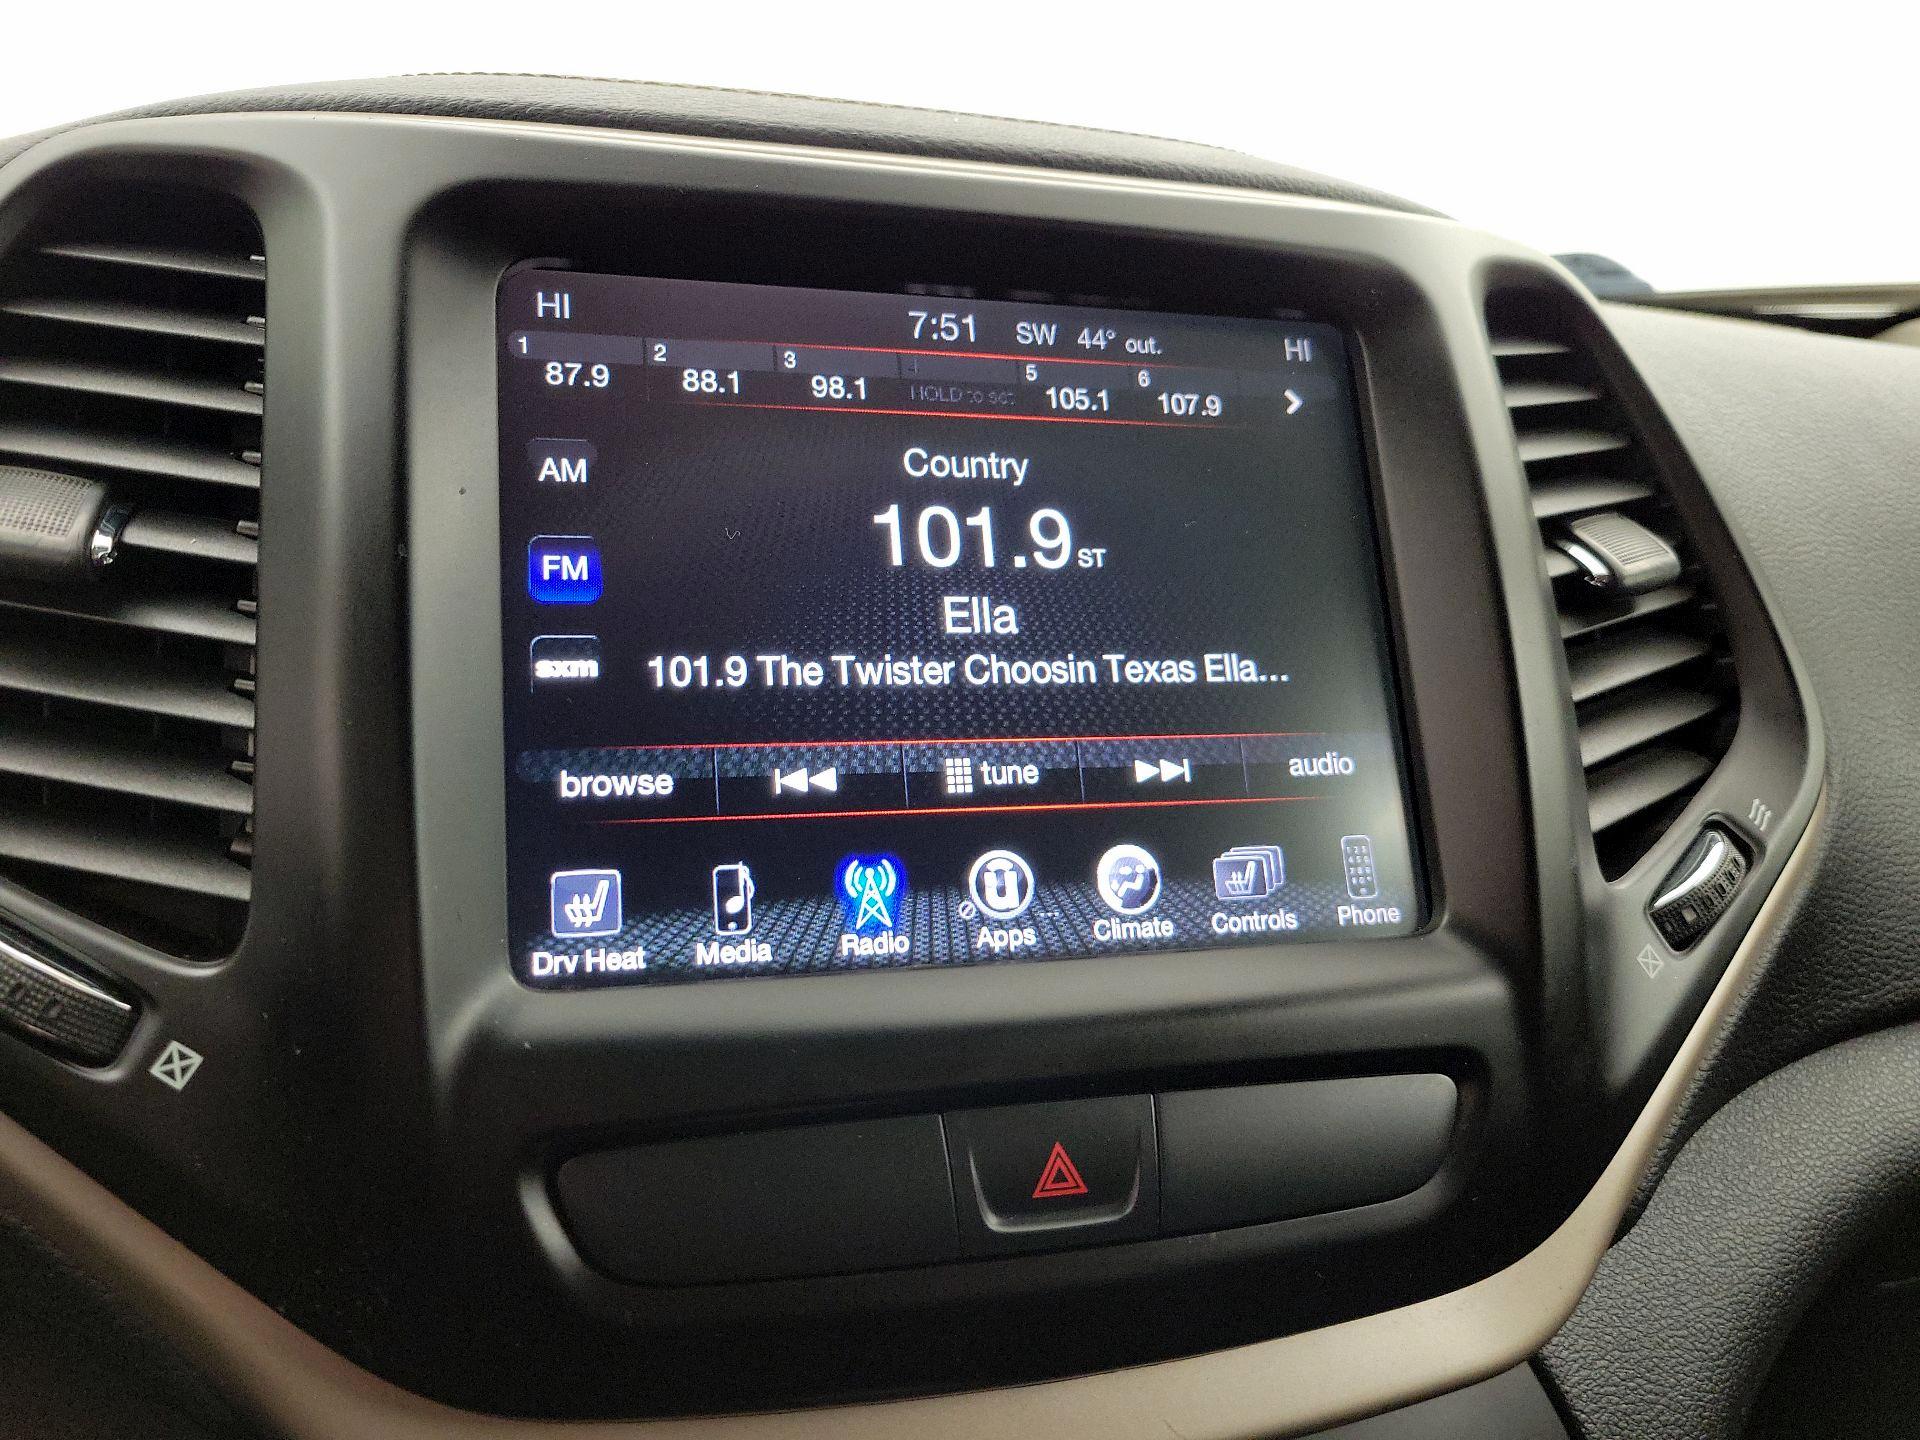 HI 7:51 SW 44° out. HI
1 2 3 4 5 6
87.9 88.1 98.1 HOLD to set 105.1 107.9
AM
Country
101.9 ST
FM
Ella
sxm
101.9 The Twister Choosin Texas Ella...
browse tune audio
Drv Heat Media Radio Apps ... Climate Controls Phone